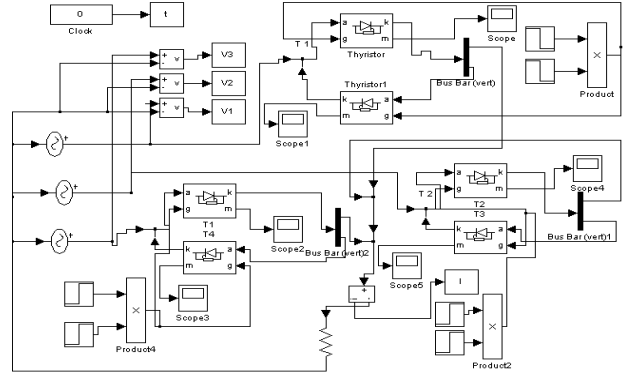 0
t
Clock
+
-
v
V3
+
-
v
V2
+
-
v
V1
+
+
+
T 1
a
g
k
m
Thyristor
Thyristor1
k
m
a
g
Scope
Bus Bar (vert)
×
Product
Scope1
a
g
k
m
T1
T4
k
m
a
g
Scope2
Bus Bar (vert)2
Scope3
×
Product4
T 2
a
g
k
m
T2
T3
k
m
a
g
Scope4
Bus Bar (vert)1
Scope5
+
-
I
×
Product2